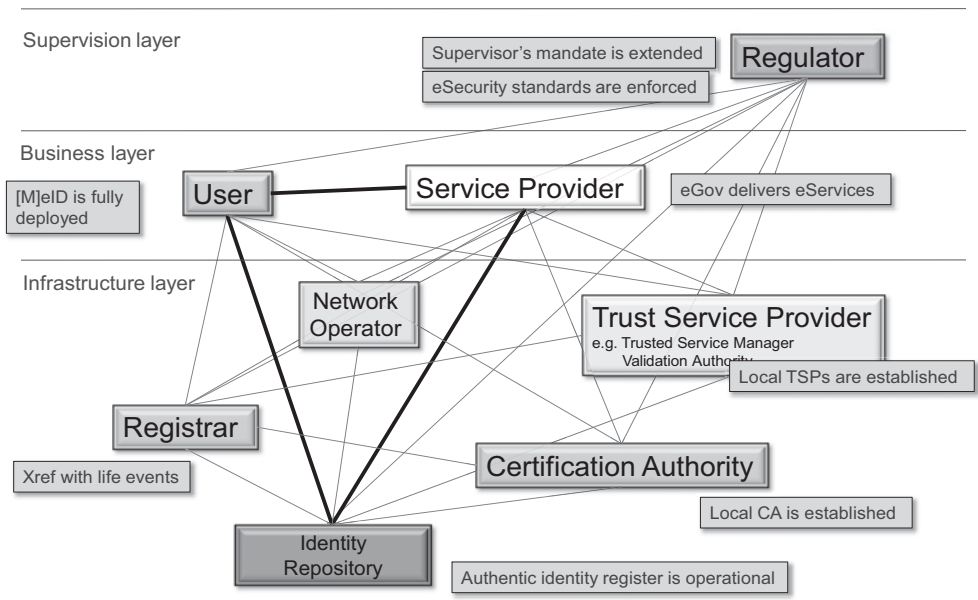 Supervision layer
Supervisor's mandate is extended
Regulator
eSecurity standards are enforced
Business layer
[M]eID is fully
deployed
User
Service Provider
eGov delivers eServices
Infrastructure layer
Network
Operator
Trust Service Provider
e.g. Trusted Service Manager
Validation Authority
Local TSPs are established
Registrar
Xref with life events
Certification Authority
Local CA is established
Identity
Repository
Authentic identity register is operational